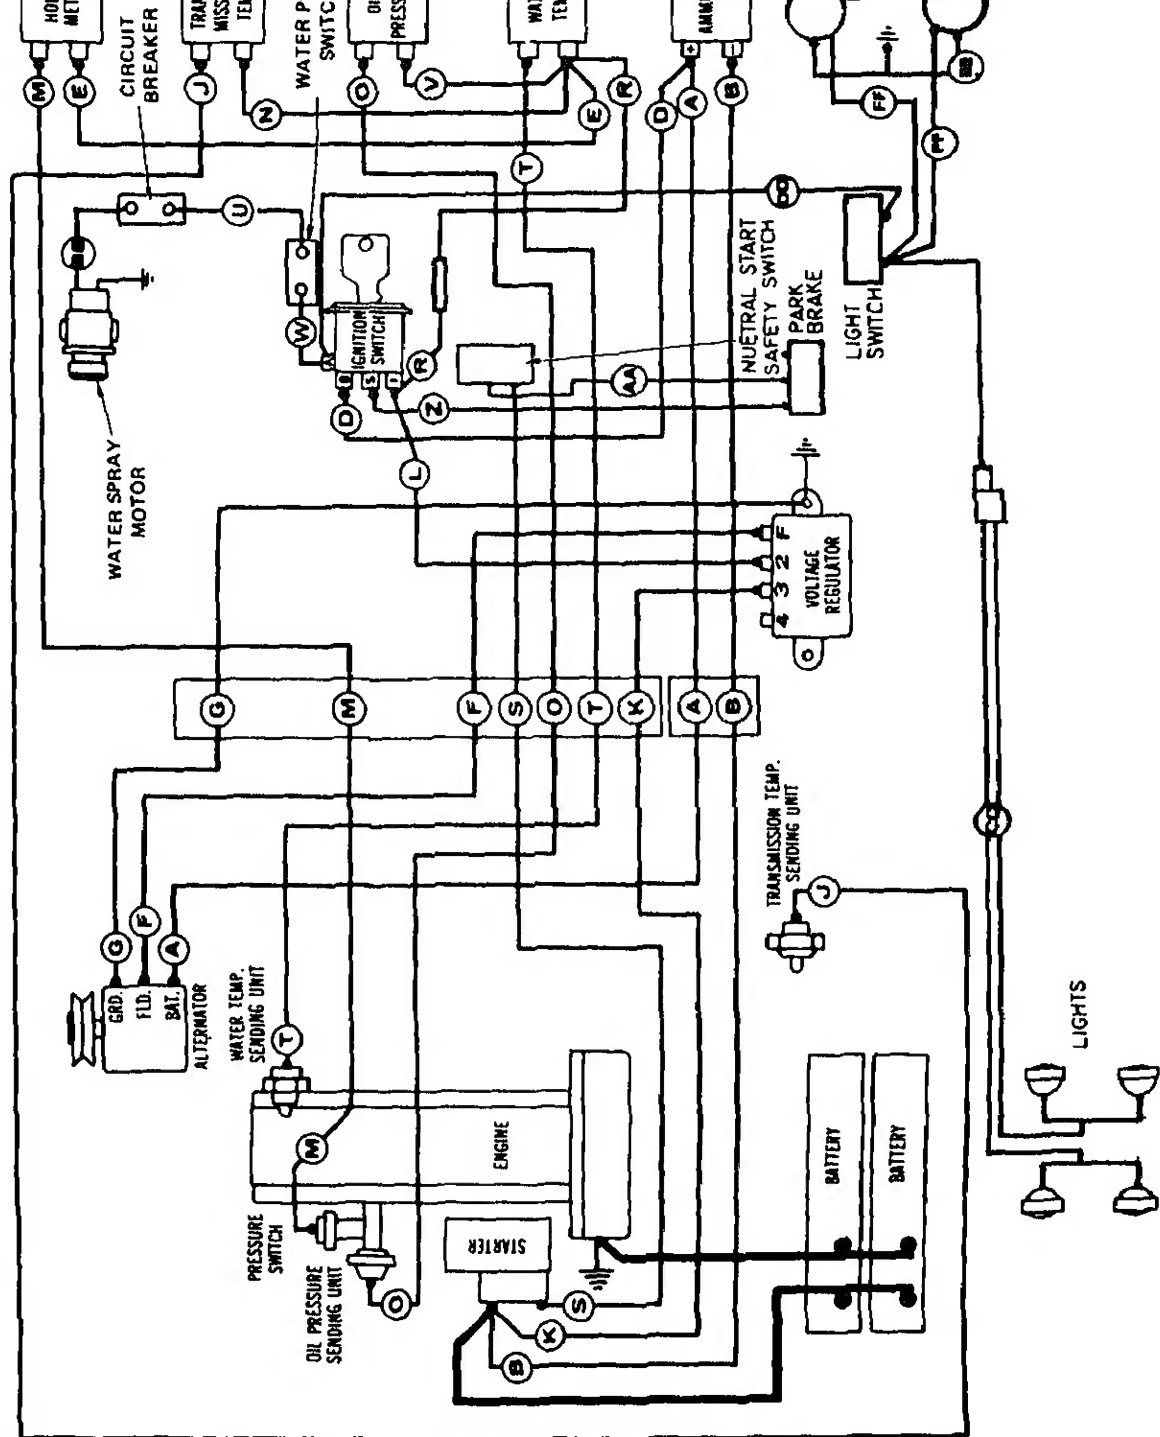 CIRCUIT
BREAKER
M
E
J
N
O
V
T
E
R
D
A
B
+
-
FF
FF
U
W
IGNITION
SWITCH
B
S
I
D
R
Z
L
AA
NUETRAL START
SAFETY SWITCH
PARK
BRAKE
LIGHT
SWITCH
WATER SPRAY
MOTOR
VOLTAGE
REGULATOR
F
2
3
4
G
M
F
S
O
T
K
A
B
TRANSMISSION TEMP.
SENDING UNIT
J
G
F
A
GRD.
FLD.
BAT.
ALTERNATOR
WATER TEMP.
SENDING UNIT
T
M
ENGINE
PRESSURE
SWITCH
OIL PRESSURE
SENDING UNIT
O
STARTER
S
K
B
BATTERY
BATTERY
CC
LIGHTS